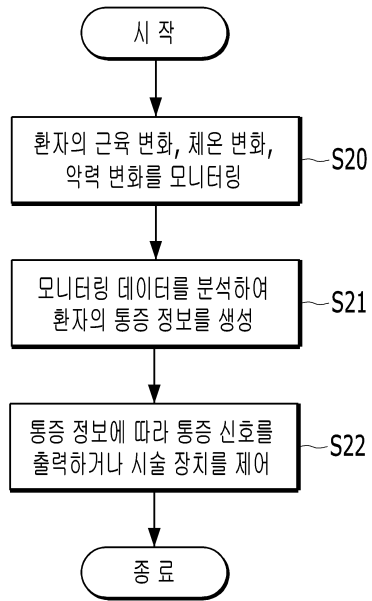 시 작
환자의 근육 변화, 체온 변화,
악력 변화를 모니터링
S20
모니터링 데이터를 분석하여
환자의 통증 정보를 생성
S21
통증 정보에 따라 통증 신호를
출력하거나 시술 장치를 제어
S22
종 료